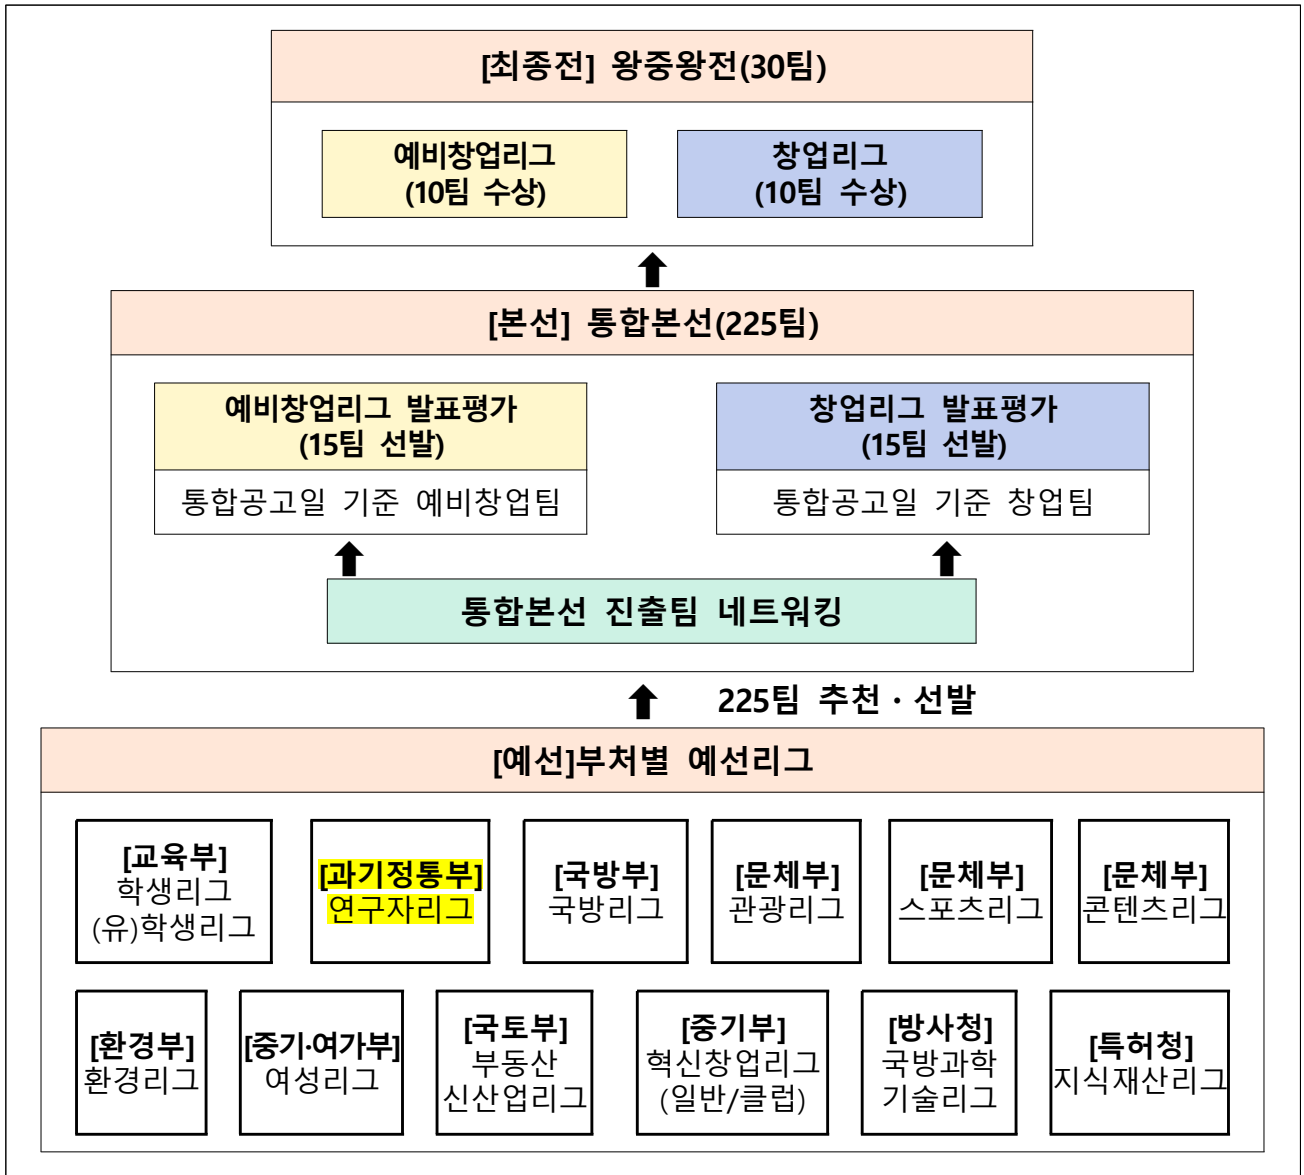 [최종전] 왕중왕전(30팀)
예비창업리그
(10팀 수상)
창업리그
(10팀 수상)
[본선] 통합본선(225팀)
예비창업리그 발표평가
(15팀 선발)
통합공고일 기준 예비창업팀
창업리그 발표평가
(15팀 선발)
통합공고일 기준 창업팀
통합본선 진출팀 네트워킹
225팀 추천 · 선발
[예선]부처별 예선리그
[교육부]
학생리그
(유)학생리그
[과기정통부]
연구자리그
[국방부]
국방리그
[문체부]
관광리그
[문체부]
스포츠리그
[문체부]
콘텐츠리그
[환경부]
환경리그
[중기·여가부]
여성리그
[국토부]
부동산
신산업리그
[중기부]
혁신창업리그
(일반/클럽)
[방사청]
국방과학
기술리그
[특허청]
지식재산리그